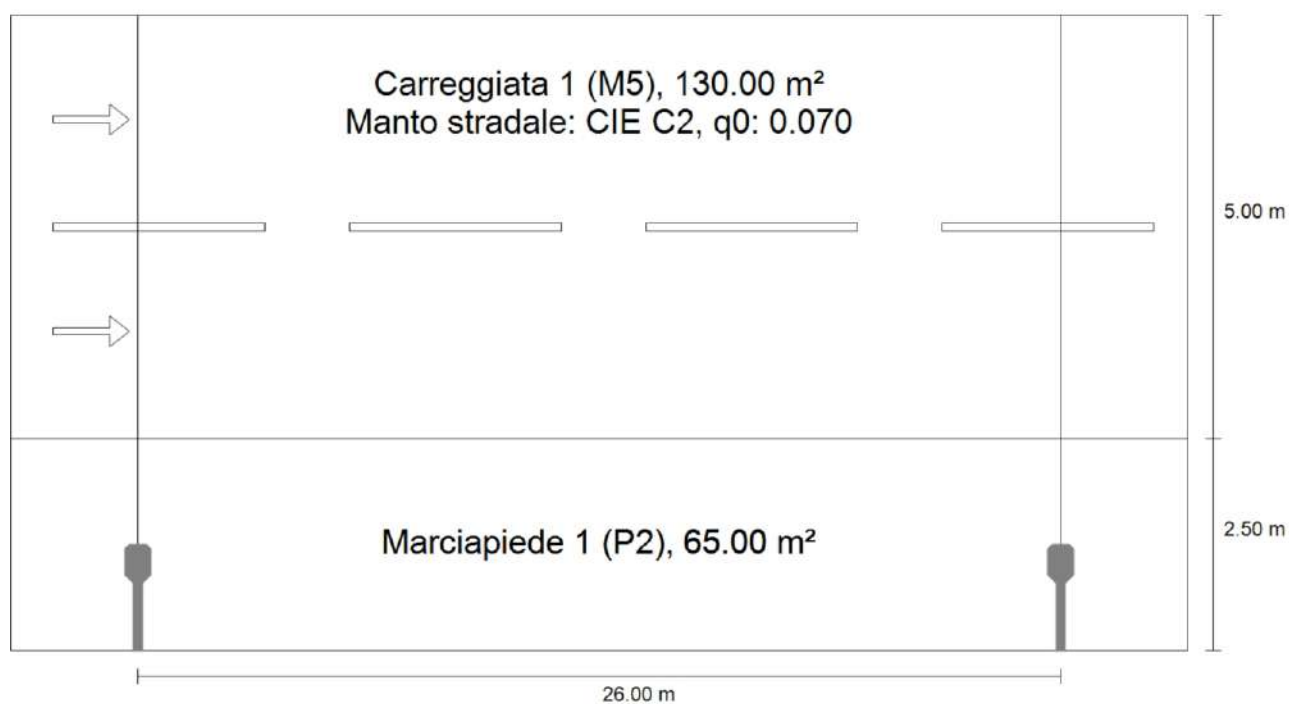 Carreggiata 1 (M5), 130.00 m²
Manto stradale: CIE C2, q0: 0.070
5.00 m
Marciapiede 1 (P2), 65.00 m²
2.50 m
26.00 m